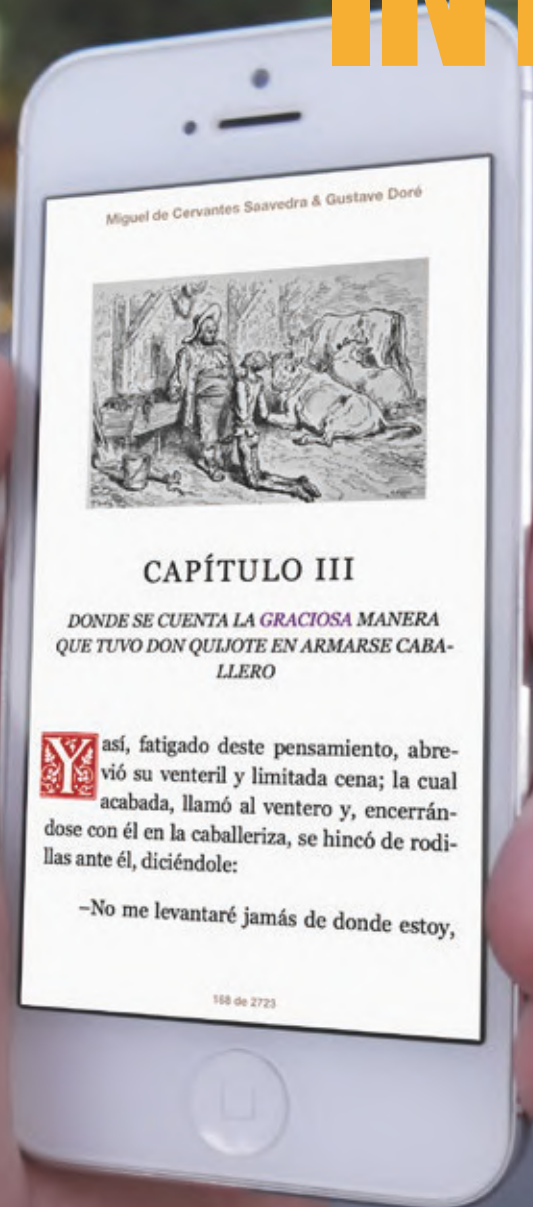 IN
Miguel de Cervantes Saavedra & Gustave Doré
CAPÍTULO III
DONDE SE CUENTA LA GRACIOSA MANERA
QUE TUVO DON QUIJOTE EN ARMARSE CABA-
LLERO
Y así, fatigado deste pensamiento, abre-
vió su venteril y limitada cena; la cual
acabada, llamó al ventero y, encerrán-
dose con él en la caballeriza, se hincó de rodi-
llas ante él, diciéndole:
–No me levantaré jamás de donde estoy,
168 de 2723